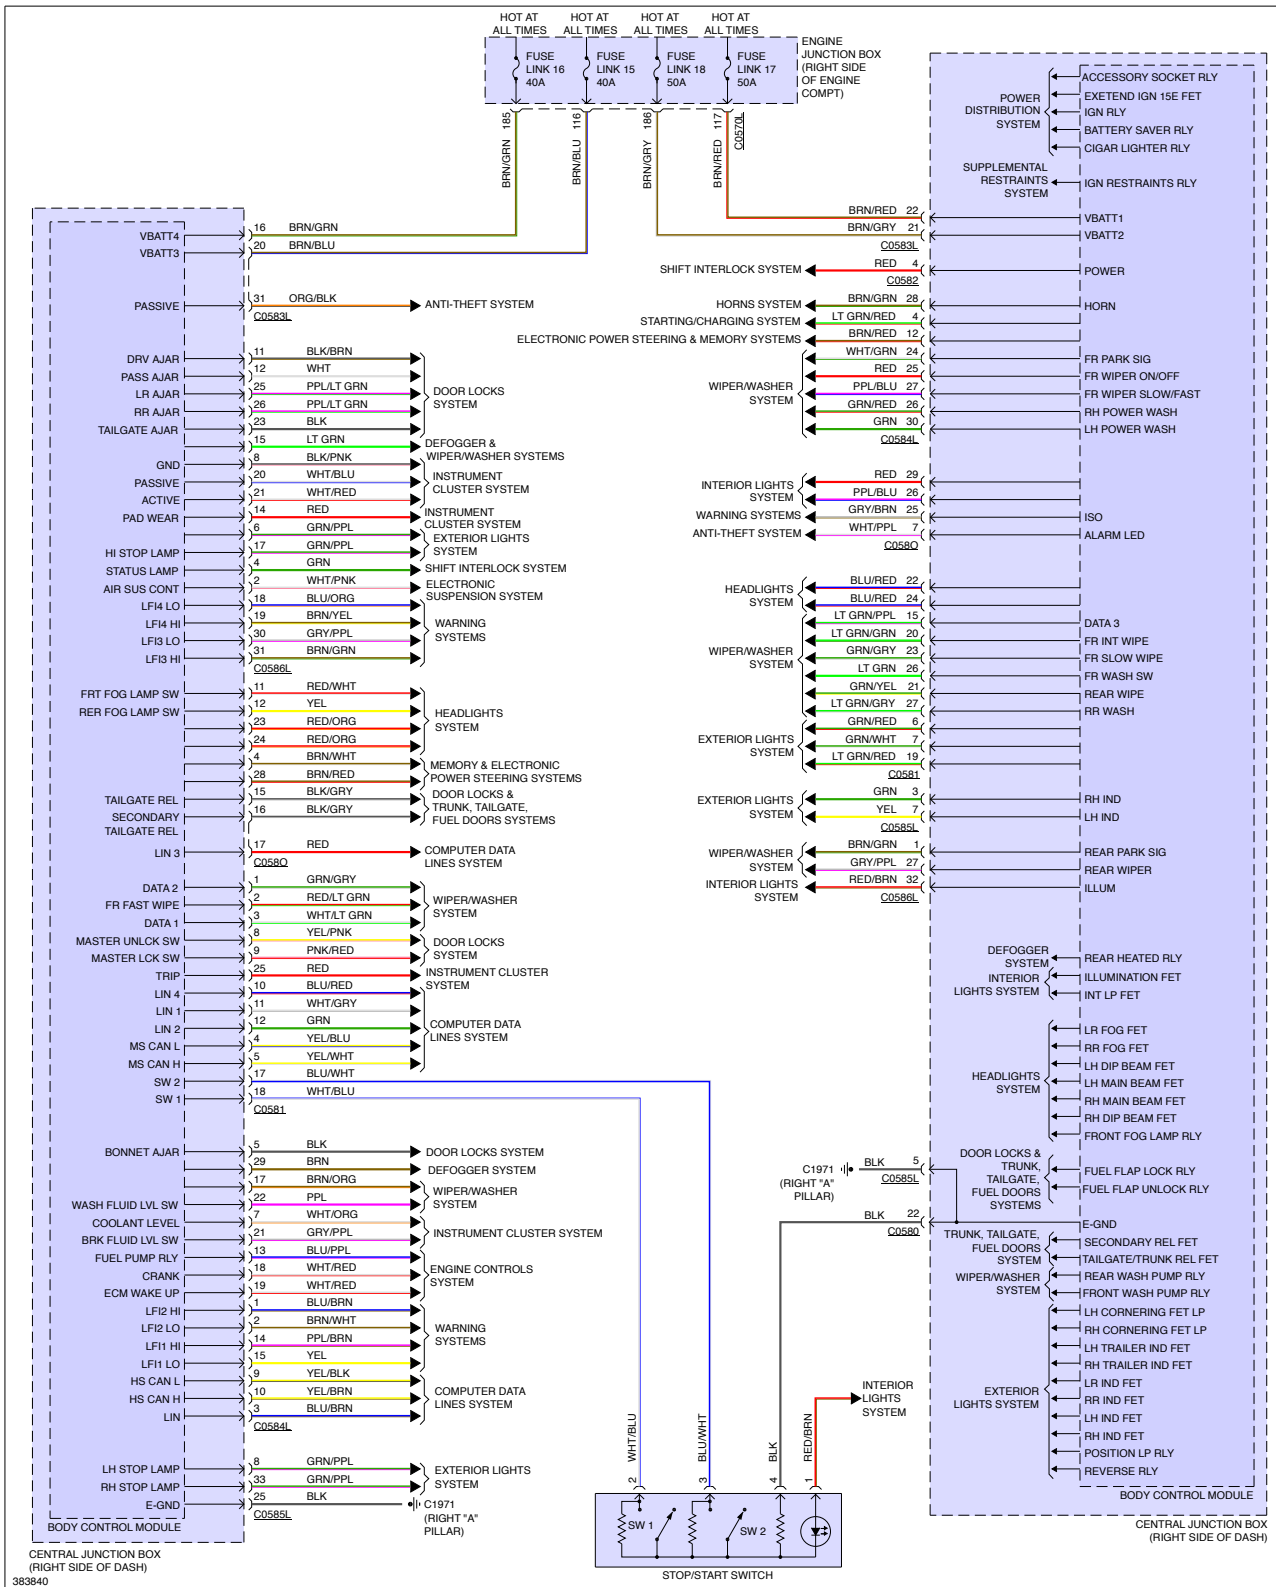 HOT AT
ALL TIMES
HOT AT
ALL TIMES
HOT AT
ALL TIMES
HOT AT
ALL TIMES
FUSE
LINK 16
40A
FUSE
LINK 15
40A
FUSE
LINK 18
50A
FUSE
LINK 17
50A
ENGINE
JUNCTION BOX
(RIGHT SIDE
OF ENGINE
COMPT)
185
116
186
117
C0570L
BRN/GRN
BRN/BLU
BRN/GRY
BRN/RED
VBATT4 16 BRN/GRN
VBATT3 20 BRN/BLU
PASSIVE 31 ORG/BLK ANTI-THEFT SYSTEM
C0583L
DRV AJAR 11 BLK/BRN
PASS AJAR 12 WHT
LR AJAR 25 PPL/LT GRN
RR AJAR 26 PPL/LT GRN
TAILGATE AJAR 23 BLK
DOOR LOCKS
SYSTEM
15 LT GRN DEFOGGER &
WIPER/WASHER SYSTEMS
GND 8 BLK/PNK
PASSIVE 20 WHT/BLU
ACTIVE 21 WHT/RED
INSTRUMENT
CLUSTER SYSTEM
PAD WEAR 14 RED INSTRUMENT
CLUSTER SYSTEM
6 GRN/PPL
HI STOP LAMP 17 GRN/PPL
EXTERIOR LIGHTS
SYSTEM
STATUS LAMP 4 GRN SHIFT INTERLOCK SYSTEM
AIR SUS CONT 2 WHT/PNK ELECTRONIC
SUSPENSION SYSTEM
LFI4 LO 18 BLU/ORG
LFI4 HI 19 BRN/YEL
LFI3 LO 30 GRY/PPL
LFI3 HI 31 BRN/GRN
WARNING
SYSTEMS
C0586L
FRT FOG LAMP SW 11 RED/WHT
RER FOG LAMP SW 12 YEL
23 RED/ORG
24 RED/ORG
HEADLIGHTS
SYSTEM
4 BRN/WHT
28 BRN/RED
MEMORY & ELECTRONIC
POWER STEERING SYSTEMS
TAILGATE REL 15 BLK/GRY
SECONDARY 16 BLK/GRY
TAILGATE REL
DOOR LOCKS &
TRUNK, TAILGATE,
FUEL DOORS SYSTEMS
LIN 3 17 RED COMPUTER DATA
LINES SYSTEM
C058O
DATA 2 1 GRN/GRY
FR FAST WIPE 2 RED/LT GRN
DATA 1 3 WHT/LT GRN
WIPER/WASHER
SYSTEM
MASTER UNLCK SW 8 YEL/PNK
MASTER LCK SW 9 PNK/RED
DOOR LOCKS
SYSTEM
TRIP 25 RED INSTRUMENT CLUSTER
SYSTEM
LIN 4 10 BLU/RED
LIN 1 11 WHT/GRY
LIN 2 12 GRN
MS CAN L 4 YEL/BLU
MS CAN H 5 YEL/WHT
COMPUTER DATA
LINES SYSTEM
SW 2 17 BLU/WHT
SW 1 18 WHT/BLU
C0581
BONNET AJAR 5 BLK DOOR LOCKS SYSTEM
29 BRN DEFOGGER SYSTEM
17 BRN/ORG
WASH FLUID LVL SW 22 PPL
WIPER/WASHER
SYSTEM
COOLANT LEVEL 7 WHT/ORG
BRK FLUID LVL SW 21 GRY/PPL
INSTRUMENT CLUSTER SYSTEM
FUEL PUMP RLY 13 BLU/PPL
CRANK 18 WHT/RED
ECM WAKE UP 19 WHT/RED
ENGINE CONTROLS
SYSTEM
LFI2 HI 1 BLU/BRN
LFI2 LO 2 BRN/WHT
LFI1 HI 14 PPL/BRN
LFI1 LO 15 YEL
WARNING
SYSTEMS
HS CAN L 9 YEL/BLK
HS CAN H 10 YEL/BRN
LIN 3 BLU/BRN
COMPUTER DATA
LINES SYSTEM
C0584L
LH STOP LAMP 8 GRN/PPL
RH STOP LAMP 33 GRN/PPL
EXTERIOR LIGHTS
SYSTEM
E-GND 25 BLK
C0585L
C1971
(RIGHT "A"
PILLAR)
BODY CONTROL MODULE
CENTRAL JUNCTION BOX
(RIGHT SIDE OF DASH)
383840
POWER
DISTRIBUTION
SYSTEM
ACCESSORY SOCKET RLY
EXETEND IGN 15E FET
IGN RLY
BATTERY SAVER RLY
CIGAR LIGHTER RLY
SUPPLEMENTAL
RESTRAINTS
SYSTEM
IGN RESTRAINTS RLY
BRN/RED 22 VBATT1
BRN/GRY 21 VBATT2
C0583L
SHIFT INTERLOCK SYSTEM RED 4 POWER
C0582
HORNS SYSTEM BRN/GRN 28 HORN
STARTING/CHARGING SYSTEM LT GRN/RED 4
ELECTRONIC POWER STEERING & MEMORY SYSTEMS BRN/RED 12
WIPER/WASHER
SYSTEM
WHT/GRN 24 FR PARK SIG
RED 25 FR WIPER ON/OFF
PPL/BLU 27 FR WIPER SLOW/FAST
GRN/RED 26 RH POWER WASH
GRN 30 LH POWER WASH
C0584L
INTERIOR LIGHTS
SYSTEM
RED 29
PPL/BLU 26
WARNING SYSTEMS GRY/BRN 25 ISO
ANTI-THEFT SYSTEM WHT/PPL 7 ALARM LED
C058O
HEADLIGHTS
SYSTEM
BLU/RED 22
BLU/RED 24
WIPER/WASHER
SYSTEM
LT GRN/PPL 15 DATA 3
LT GRN/GRN 20 FR INT WIPE
GRN/GRY 23 FR SLOW WIPE
LT GRN 26 FR WASH SW
GRN/YEL 21 REAR WIPE
LT GRN/GRY 27 RR WASH
EXTERIOR LIGHTS
SYSTEM
GRN/RED 6
GRN/WHT 7
LT GRN/RED 19
C0581
EXTERIOR LIGHTS
SYSTEM
GRN 3 RH IND
YEL 7 LH IND
C0585L
WIPER/WASHER
SYSTEM
BRN/GRN 1 REAR PARK SIG
GRY/PPL 27 REAR WIPER
INTERIOR LIGHTS
SYSTEM
RED/BRN 32 ILLUM
C0586L
DEFOGGER
SYSTEM
REAR HEATED RLY
INTERIOR
LIGHTS SYSTEM
ILLUMINATION FET
INT LP FET
HEADLIGHTS
SYSTEM
LR FOG FET
RR FOG FET
LH DIP BEAM FET
LH MAIN BEAM FET
RH MAIN BEAM FET
RH DIP BEAM FET
FRONT FOG LAMP RLY
C1971
(RIGHT "A"
PILLAR)
BLK 5
C0585L
DOOR LOCKS &
TRUNK,
TAILGATE,
FUEL DOORS
SYSTEMS
FUEL FLAP LOCK RLY
FUEL FLAP UNLOCK RLY
BLK 22 E-GND
C0580
TRUNK, TAILGATE,
FUEL DOORS
SYSTEM
SECONDARY REL FET
TAILGATE/TRUNK REL FET
WIPER/WASHER
SYSTEM
REAR WASH PUMP RLY
FRONT WASH PUMP RLY
EXTERIOR
LIGHTS SYSTEM
LH CORNERING FET LP
RH CORNERING FET LP
LH TRAILER IND FET
RH TRAILER IND FET
LR IND FET
RR IND FET
LH IND FET
RH IND FET
POSITION LP RLY
REVERSE RLY
BODY CONTROL MODULE
CENTRAL JUNCTION BOX
(RIGHT SIDE OF DASH)
INTERIOR
LIGHTS
SYSTEM
WHT/BLU
BLU/WHT
BLK
RED/BRN
2
3
4
1
SW 1
SW 2
STOP/START SWITCH